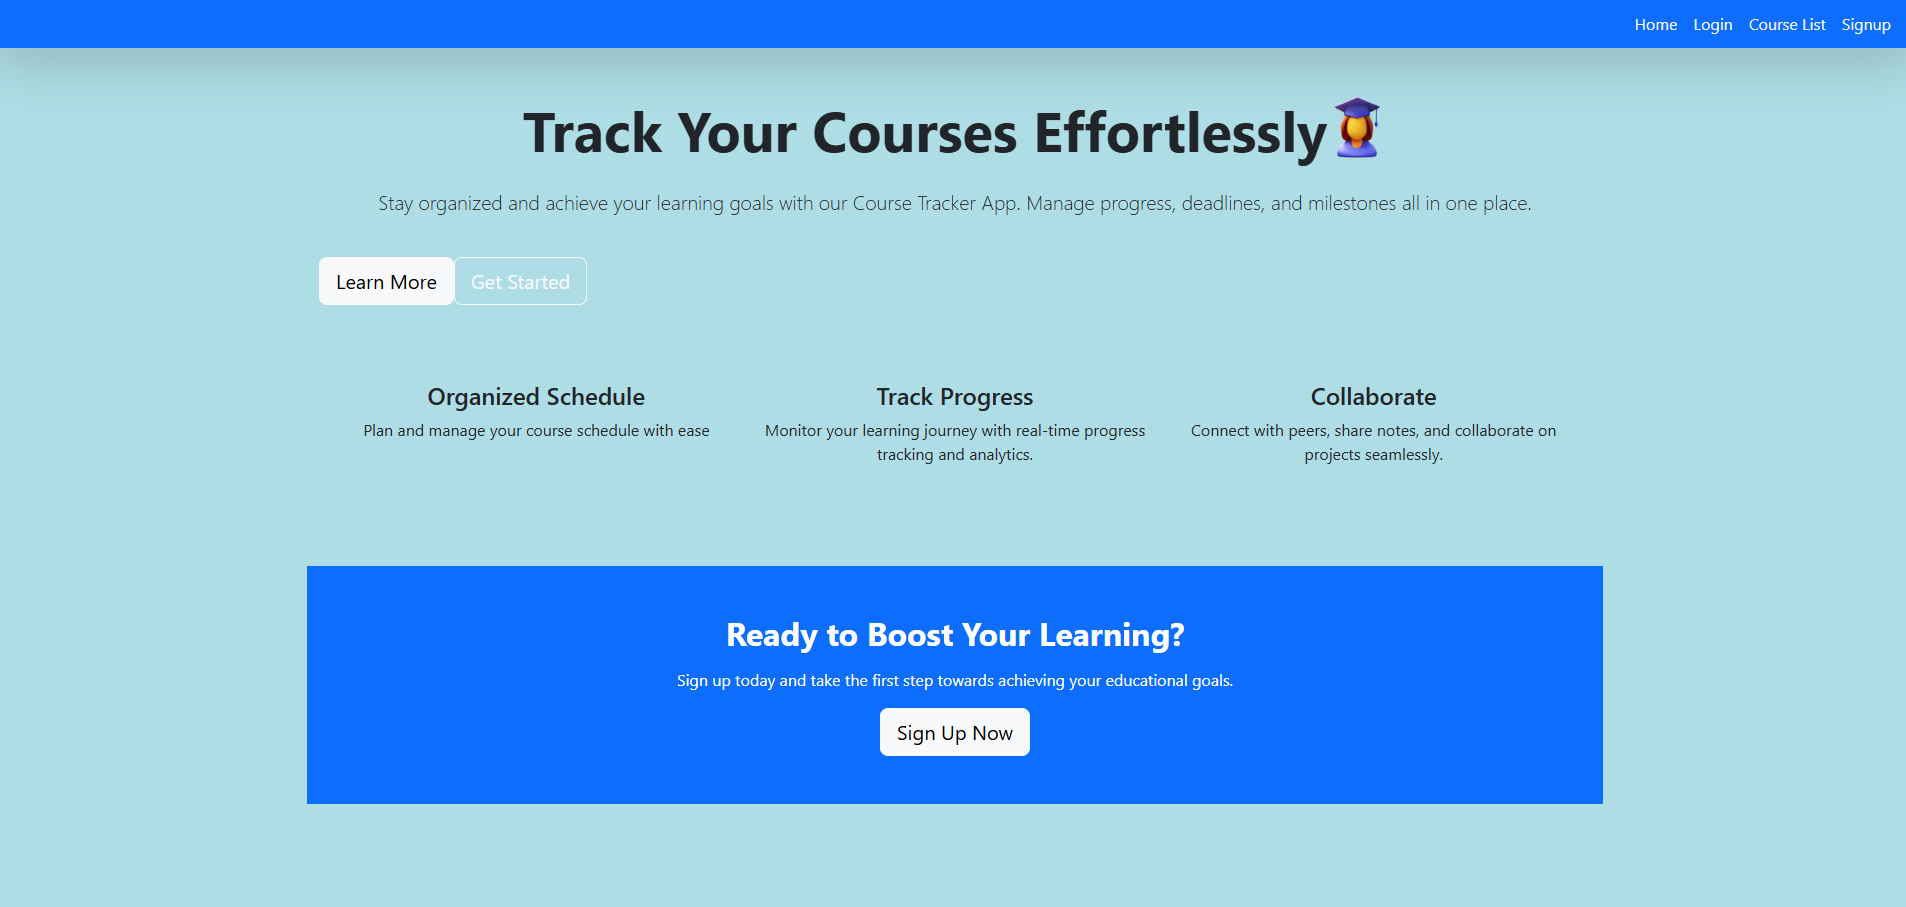 Home Login Course List Signup
Track Your Courses Effortlessly
Stay organized and achieve your learning goals with our Course Tracker App. Manage progress, deadlines, and milestones all in one place.
Learn More Get Started
Organized Schedule
Plan and manage your course schedule with ease
Track Progress
Monitor your learning journey with real-time progress
tracking and analytics.
Collaborate
Connect with peers, share notes, and collaborate on
projects seamlessly.
Ready to Boost Your Learning?
Sign up today and take the first step towards achieving your educational goals.
Sign Up Now